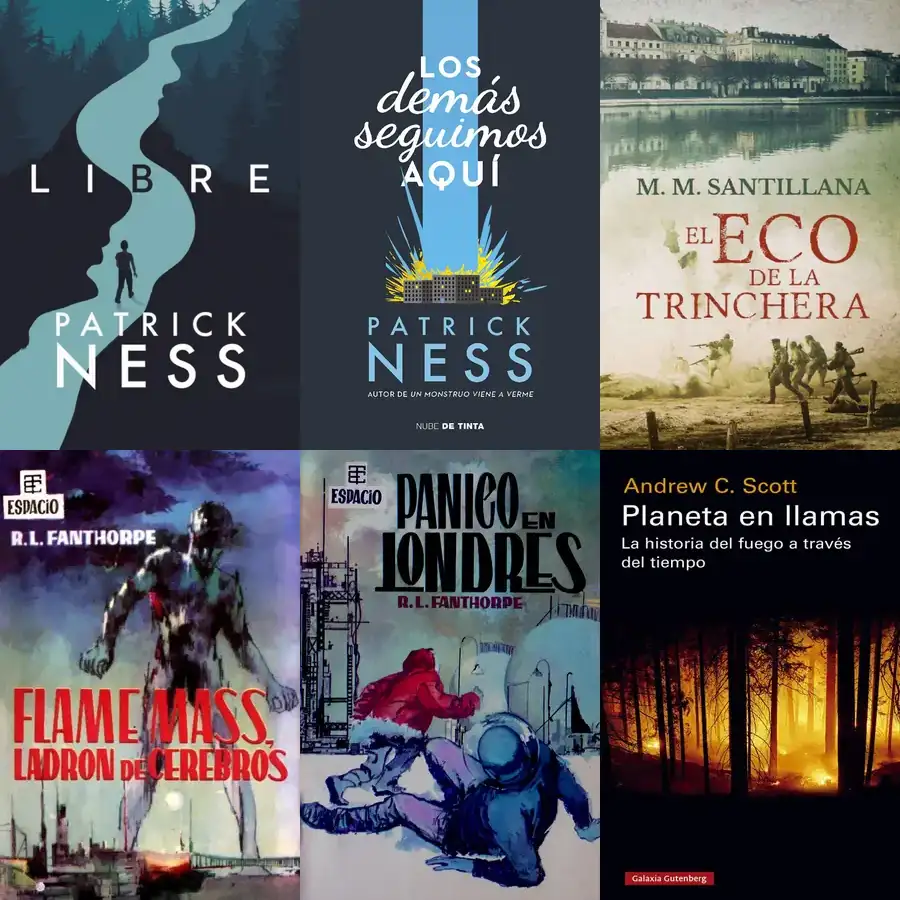 LIBRE
PATRICK
NESS
LOS
demás
seguimos
AQUÍ
PATRICK
NESS
AUTOR DE UN MONSTRUO VIENE A VERME
NUBE DE TINTA
M. M. SANTILLANA
EL ECO
DE LA
TRINCHERA
ESPACIO
R.L. FANTHORPE
FLAME MASS,
LADRON DE CEREBROS
ESPACIO
PANICO EN
LONDRES
R.L. FANTHORPE
Andrew C. Scott
Planeta en llamas
La historia del fuego a través
del tiempo
Galaxia Gutenberg